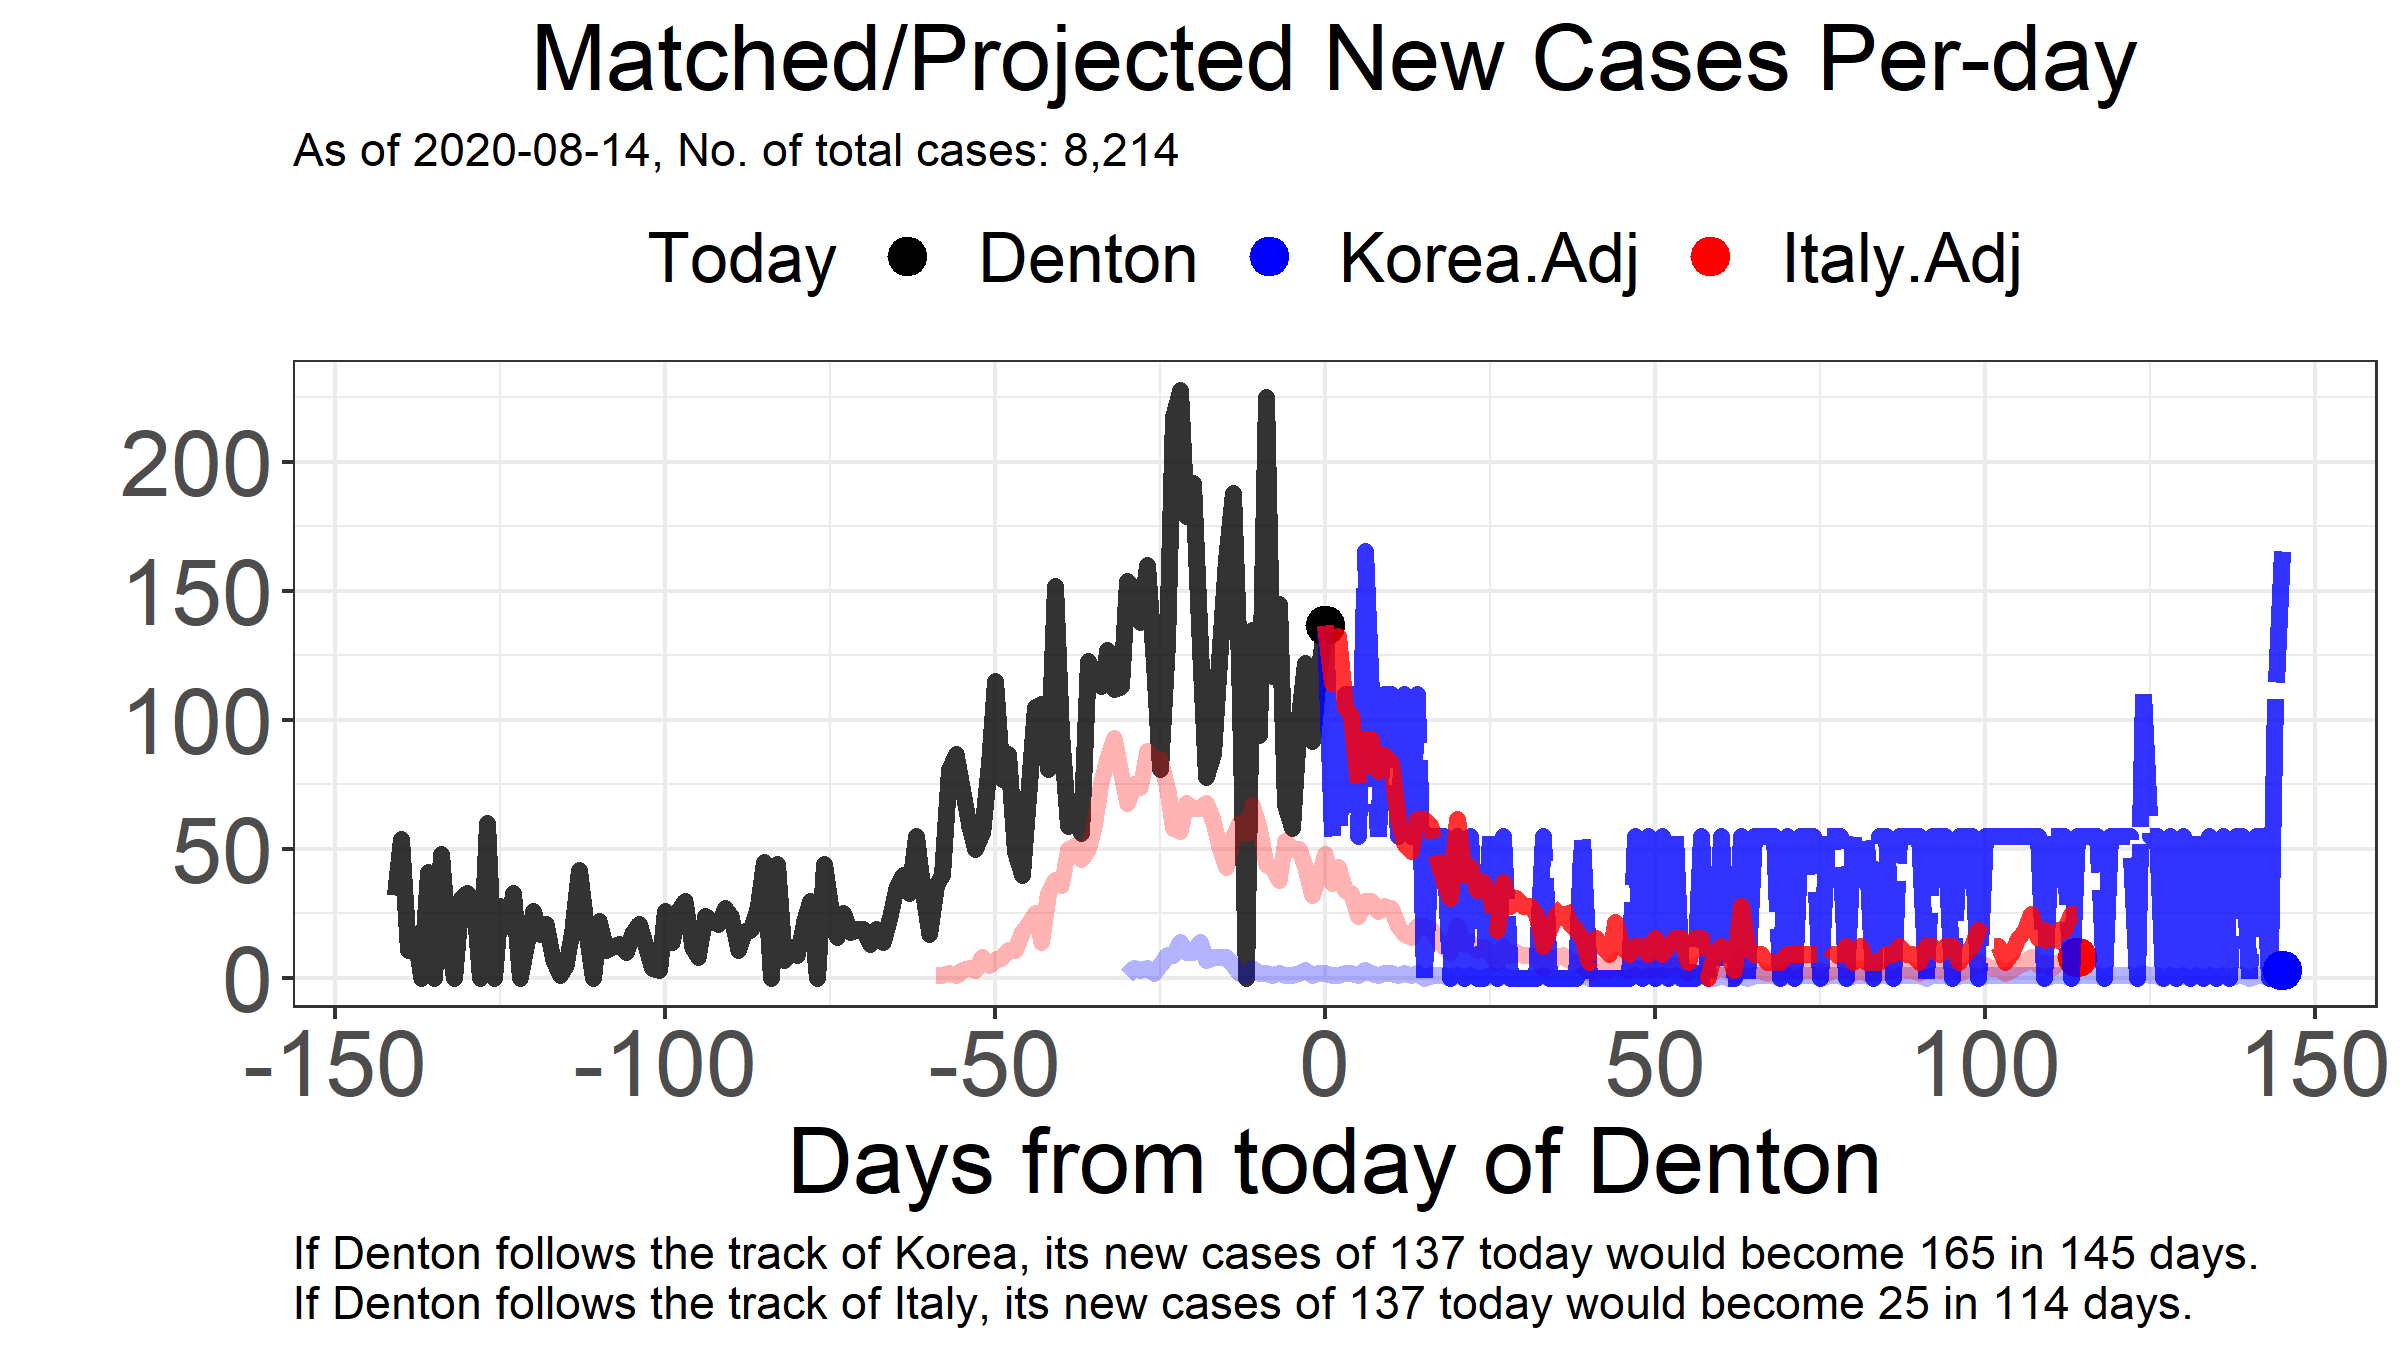 Matched/Projected New Cases Per-day
As of 2020-08-14, No. of total cases: 8,214
Today Denton Korea.Adj Italy.Adj
200
150
100
50
0
-150 -100 -50 0 50 100 150
Days from today of Denton
If Denton follows the track of Korea, its new cases of 137 today would become 165 in 145 days.
If Denton follows the track of Italy, its new cases of 137 today would become 25 in 114 days.